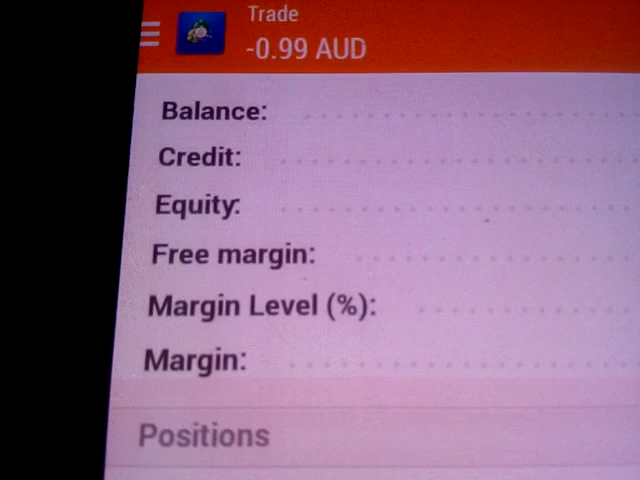 Trade
-0.99 AUD
Balance:
Credit:
Equity:
Free margin:
Margin Level (%):
Margin:
Positions